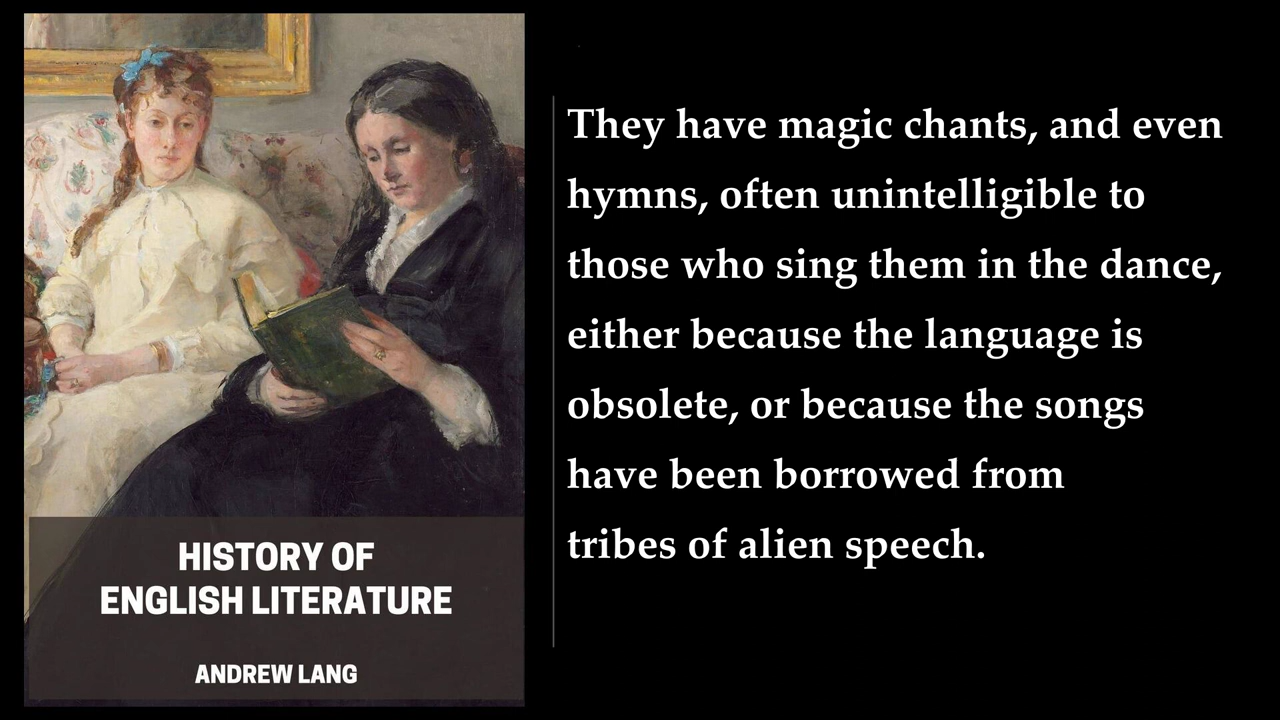 They have magic chants, and even
hymns, often unintelligible to
those who sing them in the dance,
either because the language is
obsolete, or because the songs
have been borrowed from
tribes of alien speech.
HISTORY OF
ENGLISH LITERATURE
ANDREW LANG